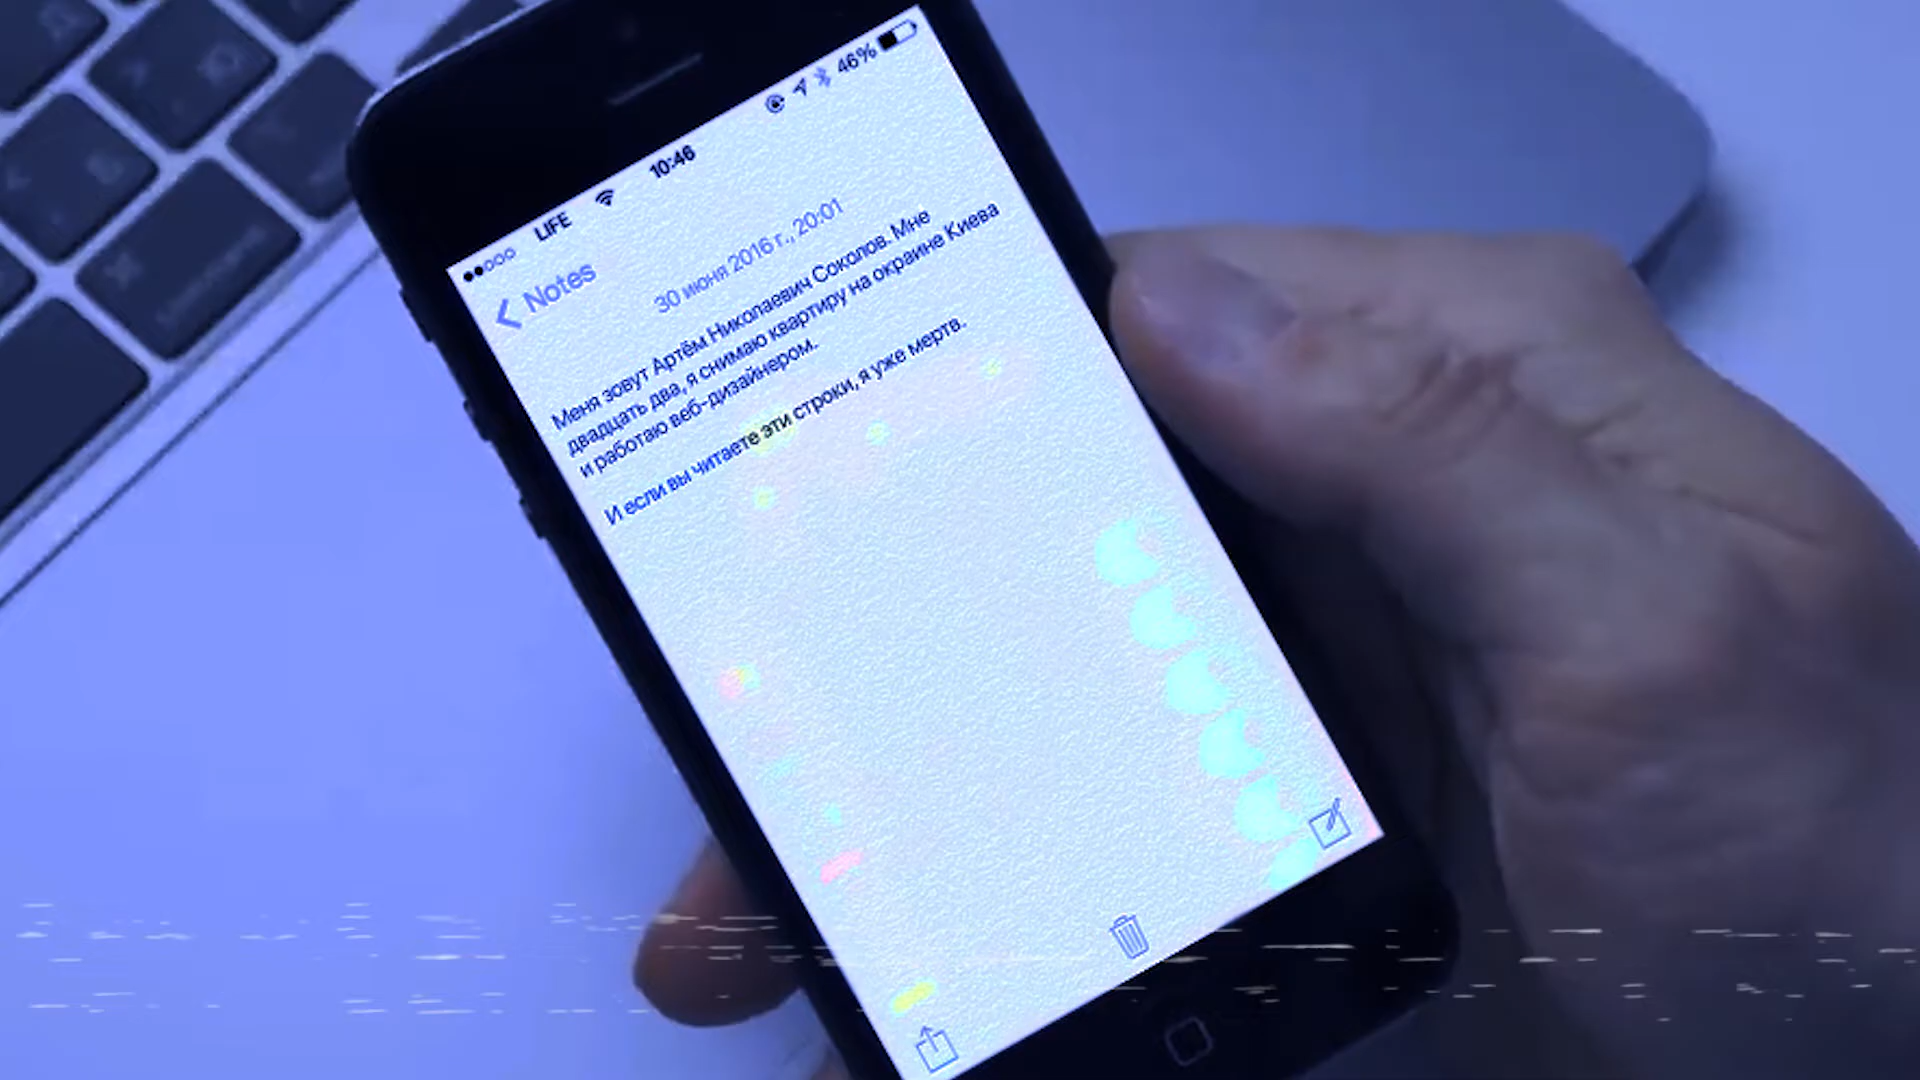 LIFE 10:46 46%
Notes
30 июня 2016 г., 20:01
Меня зовут Артём Николаевич Соколов. Мне
двадцать два, я снимаю квартиру на окраине Киева
и работаю веб-дизайнером.
И если вы читаете эти строки, я уже мертв.